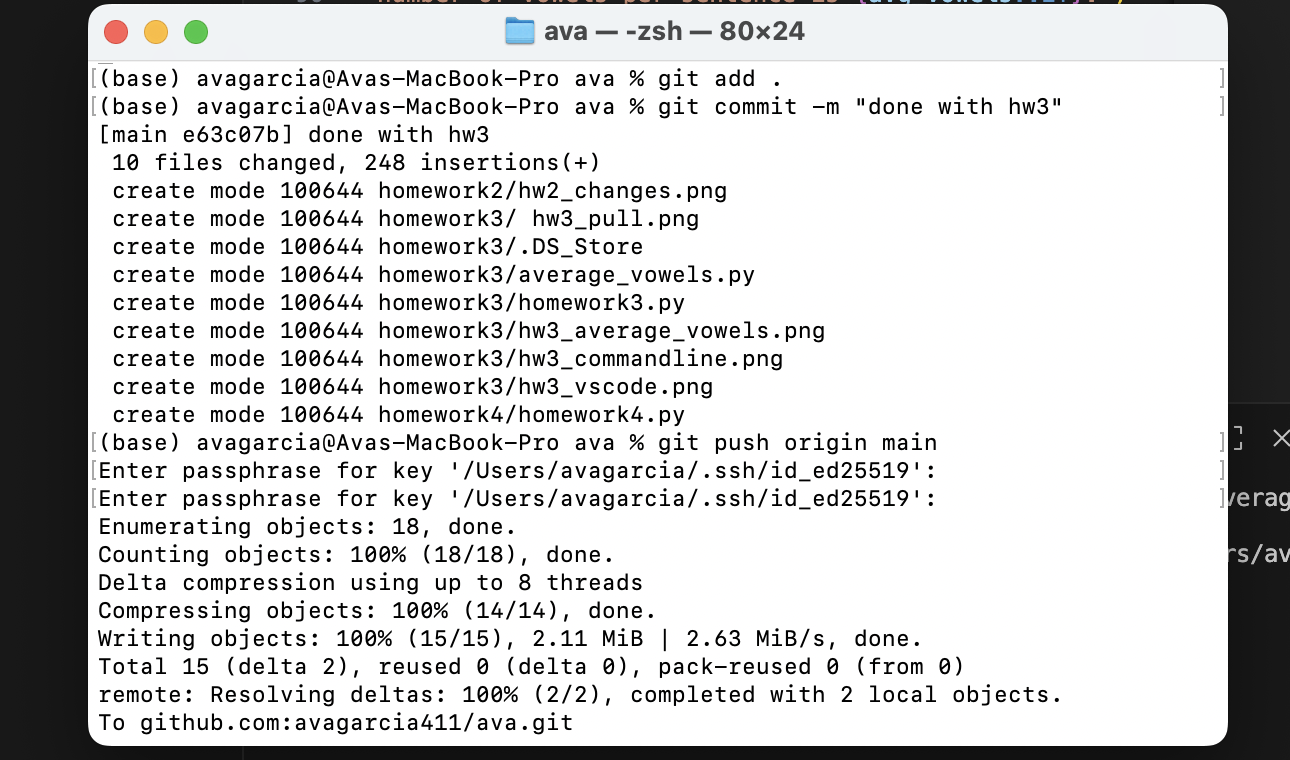 number of vowels per sentence is {avg_vowels:.2f}.")
ava — -zsh — 80×24
[(base) avagarcia@Avas-MacBook-Pro ava % git add . ]
[(base) avagarcia@Avas-MacBook-Pro ava % git commit -m "done with hw3" ]
[main e63c07b] done with hw3
 10 files changed, 248 insertions(+)
 create mode 100644 homework2/hw2_changes.png
 create mode 100644 homework3/ hw3_pull.png
 create mode 100644 homework3/.DS_Store
 create mode 100644 homework3/average_vowels.py
 create mode 100644 homework3/homework3.py
 create mode 100644 homework3/hw3_average_vowels.png
 create mode 100644 homework3/hw3_commandline.png
 create mode 100644 homework3/hw3_vscode.png
 create mode 100644 homework4/homework4.py
[(base) avagarcia@Avas-MacBook-Pro ava % git push origin main ]
[Enter passphrase for key '/Users/avagarcia/.ssh/id_ed25519': ]
[Enter passphrase for key '/Users/avagarcia/.ssh/id_ed25519': ]verag
Enumerating objects: 18, done.
Counting objects: 100% (18/18), done. rs/av
Delta compression using up to 8 threads
Compressing objects: 100% (14/14), done.
Writing objects: 100% (15/15), 2.11 MiB | 2.63 MiB/s, done.
Total 15 (delta 2), reused 0 (delta 0), pack-reused 0 (from 0)
remote: Resolving deltas: 100% (2/2), completed with 2 local objects.
To github.com:avagarcia411/ava.git